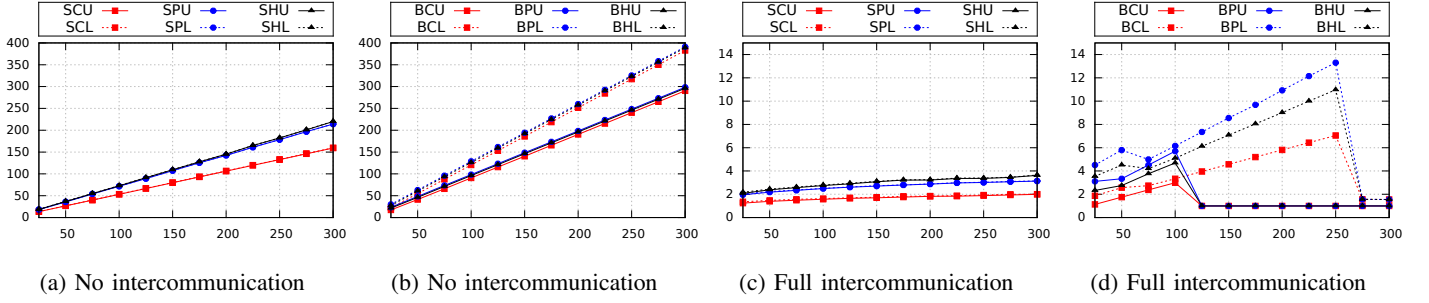 SCU SPU SHU
SCL SPL SHL
400
350
300
250
200
150
100
50
0
50 100 150 200 250 300
(a) No intercommunication
BCU BPU BHU
BCL BPL BHL
400
350
300
250
200
150
100
50
0
50 100 150 200 250 300
(b) No intercommunication
SCU SPU SHU
SCL SPL SHL
14
12
10
8
6
4
2
0
50 100 150 200 250 300
(c) Full intercommunication
BCU BPU BHU
BCL BPL BHL
14
12
10
8
6
4
2
0
50 100 150 200 250 300
(d) Full intercommunication